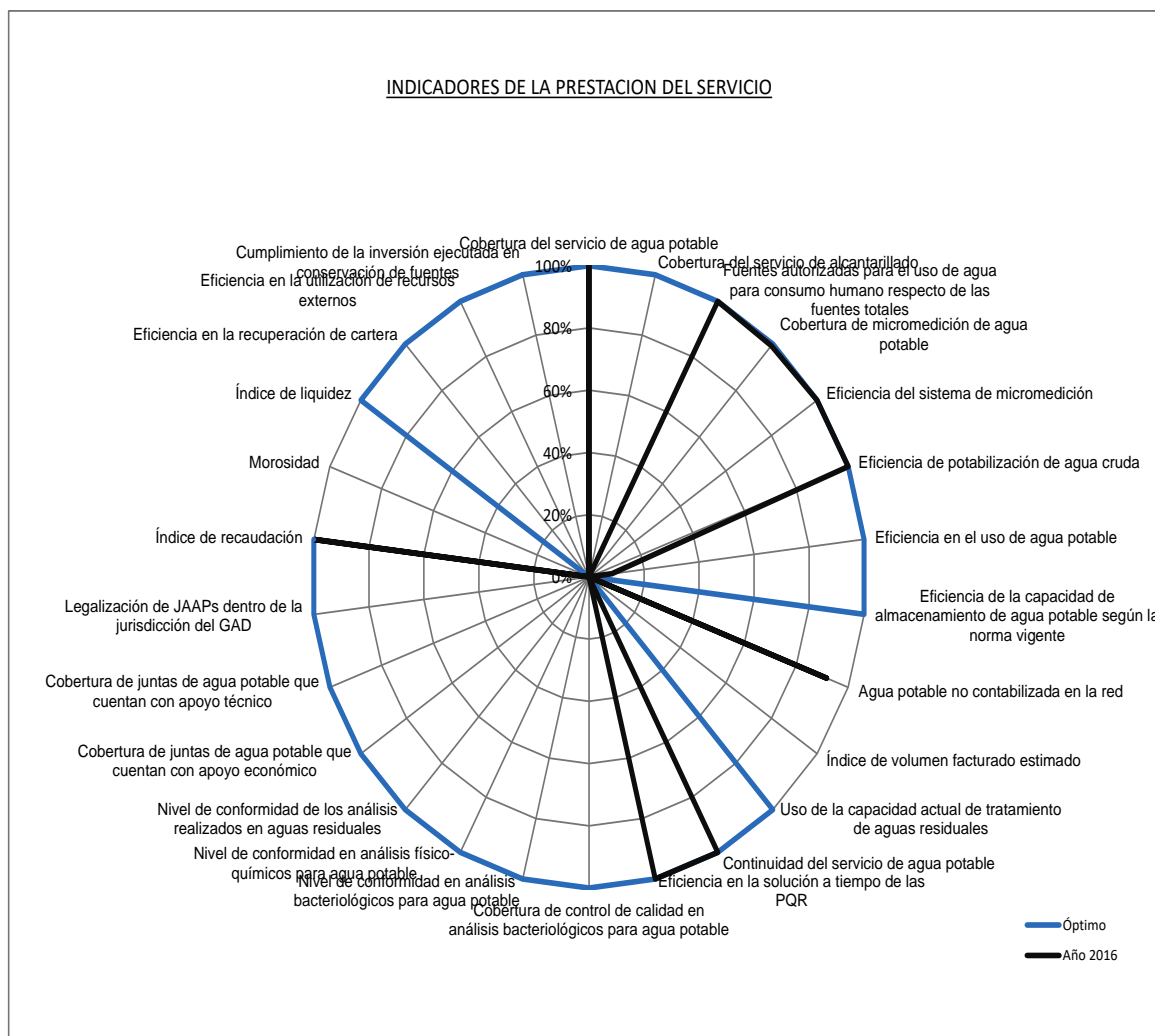 INDICADORES DE LA PRESTACION DEL SERVICIO
Cobertura del servicio de agua potable
Cobertura del servicio de alcantarillado
Fuentes autorizadas para el uso de agua
para consumo humano respecto de las
fuentes totales
Cobertura de micromedición de agua
potable
Eficiencia del sistema de micromedición
Eficiencia de potabilización de agua cruda
Eficiencia en el uso de agua potable
Eficiencia de la capacidad de
almacenamiento de agua potable según la
norma vigente
Agua potable no contabilizada en la red
Índice de volumen facturado estimado
Uso de la capacidad actual de tratamiento
de aguas residuales
Continuidad del servicio de agua potable
Eficiencia en la solución a tiempo de las
PQR
Cobertura de control de calidad en
análisis bacteriológicos para agua potable
Nivel de conformidad en análisis
bacteriológicos para agua potable
Nivel de conformidad en análisis físico-
químicos para agua potable
Nivel de conformidad de los análisis
realizados en aguas residuales
Cobertura de juntas de agua potable que
cuentan con apoyo económico
Cobertura de juntas de agua potable que
cuentan con apoyo técnico
Legalización de JAAPs dentro de la
jurisdicción del GAD
Índice de recaudación
Morosidad
Índice de liquidez
Eficiencia en la recuperación de cartera
Eficiencia en la utilización de recursos
externos
Cumplimiento de la inversión ejecutada en
conservación de fuentes
100%
80%
60%
40%
20%
0%
Óptimo
Año 2016